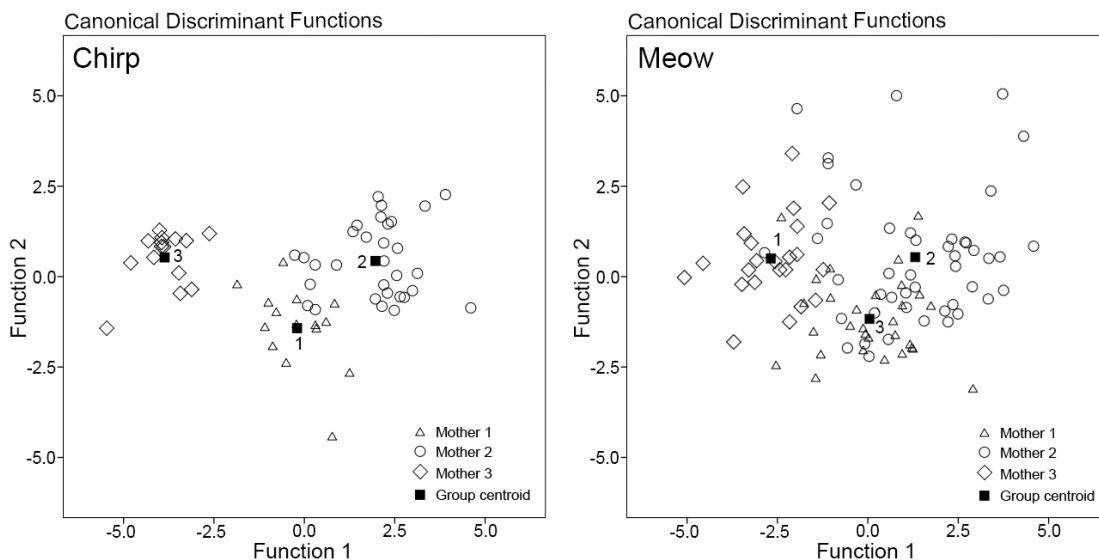 Canonical Discriminant Functions
Chirp
Function 2
5.0
2.5
0.0
-2.5
-5.0
3
2
1
Mother 1
Mother 2
Mother 3
Group centroid
-5.0 -2.5 0.0 2.5 5.0
Function 1
Canonical Discriminant Functions
Meow
Function 2
5.0
2.5
0.0
-2.5
-5.0
1
2
3
Mother 1
Mother 2
Mother 3
Group centroid
-5.0 -2.5 0.0 2.5 5.0
Function 1